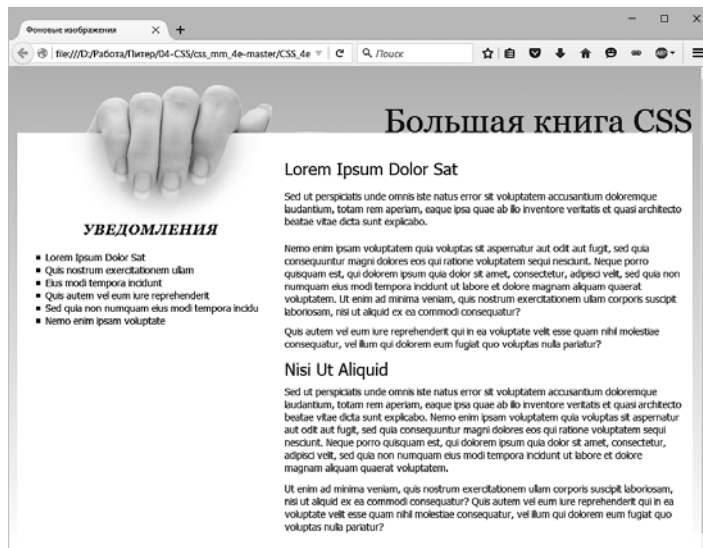 Фоновые изображения
file:///D:/Работа/Питер/04-CSS/css_mm_4e-master/CSS_4e
Поиск
Большая книга CSS
УВЕДОМЛЕНИЯ
Lorem Ipsum Dolor Sat
Quis nostrum exercitationem ullam
Eius modi tempora incidunt
Quis autem vel eum iure reprehenderit
Sed quia non numquam eius modi tempora incidu
Nemo enim ipsam voluptate
Lorem Ipsum Dolor Sat
Sed ut perspiciatis unde omnis iste natus error sit voluptatem accusantium doloremque
laudantium, totam rem aperiam, eaque ipsa quae ab illo inventore veritatis et quasi architecto
beatae vitae dicta sunt explicabo.
Nemo enim ipsam voluptatem quia voluptas sit aspernatur aut odit aut fugit, sed quia
consequuntur magni dolores eos qui ratione voluptatem sequi nesciunt. Neque porro
quisquam est, qui dolorem ipsum quia dolor sit amet, consectetur, adipisci velit, sed quia non
numquam eius modi tempora incidunt ut labore et dolore magnam aliquam quaerat
voluptatem. Ut enim ad minima veniam, quis nostrum exercitationem ullam corporis suscipit
laboriosam, nisi ut aliquid ex ea commodi consequatur?
Quis autem vel eum iure reprehenderit qui in ea voluptate velit esse quam nihil molestiae
consequatur, vel illum qui dolorem eum fugiat quo voluptas nulla pariatur?
Nisi Ut Aliquid
Sed ut perspiciatis unde omnis iste natus error sit voluptatem accusantium doloremque
laudantium, totam rem aperiam, eaque ipsa quae ab illo inventore veritatis et quasi architecto
beatae vitae dicta sunt explicabo. Nemo enim ipsam voluptatem quia voluptas sit aspernatur
aut odit aut fugit, sed quia consequuntur magni dolores eos qui ratione voluptatem sequi
nesciunt. Neque porro quisquam est, qui dolorem ipsum quia dolor sit amet, consectetur,
adipisci velit, sed quia non numquam eius modi tempora incidunt ut labore et dolore
magnam aliquam quaerat voluptatem.
Ut enim ad minima veniam, quis nostrum exercitationem ullam corporis suscipit laboriosam,
nisi ut aliquid ex ea commodi consequatur? Quis autem vel eum iure reprehenderit qui in ea
voluptate velit esse quam nihil molestiae consequatur, vel illum qui dolorem eum fugiat quo
voluptas nulla pariatur?